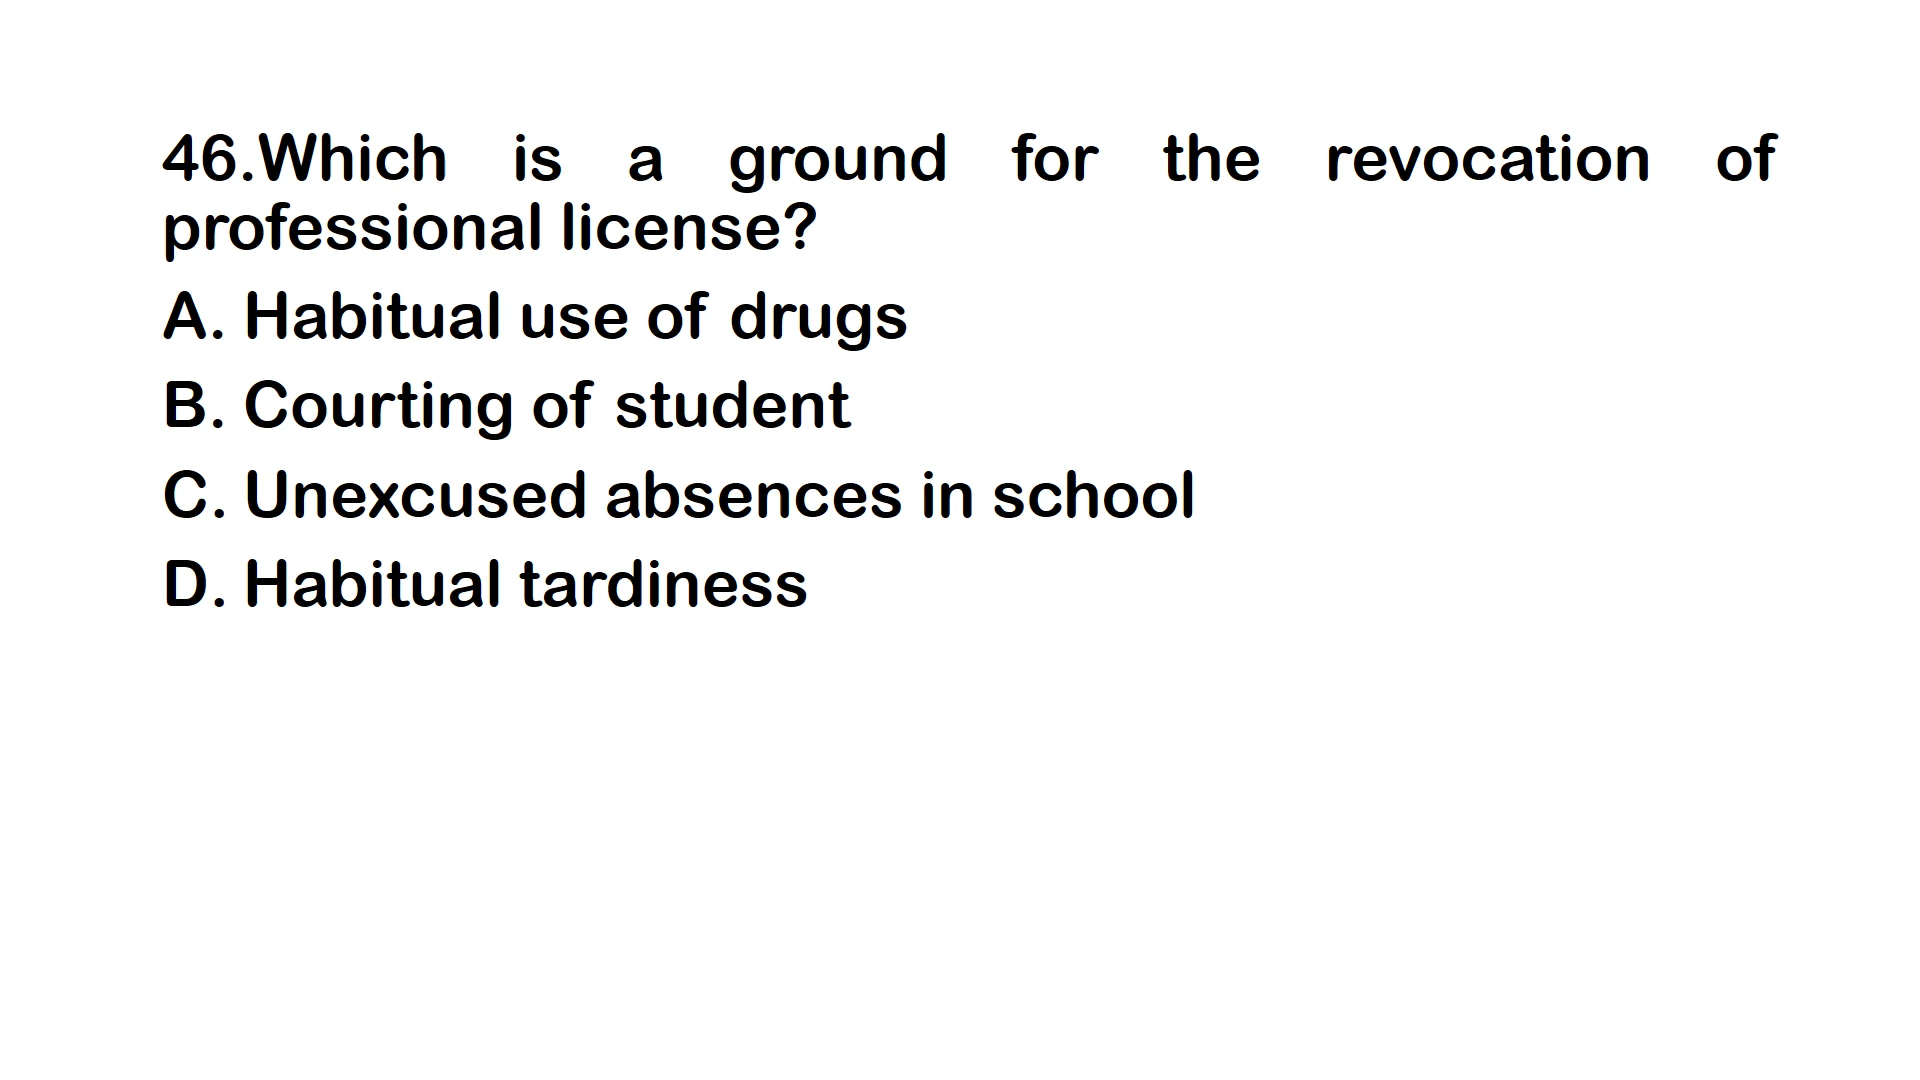 46.Which is a ground for the revocation of
professional license?
A. Habitual use of drugs
B. Courting of student
C. Unexcused absences in school
D. Habitual tardiness